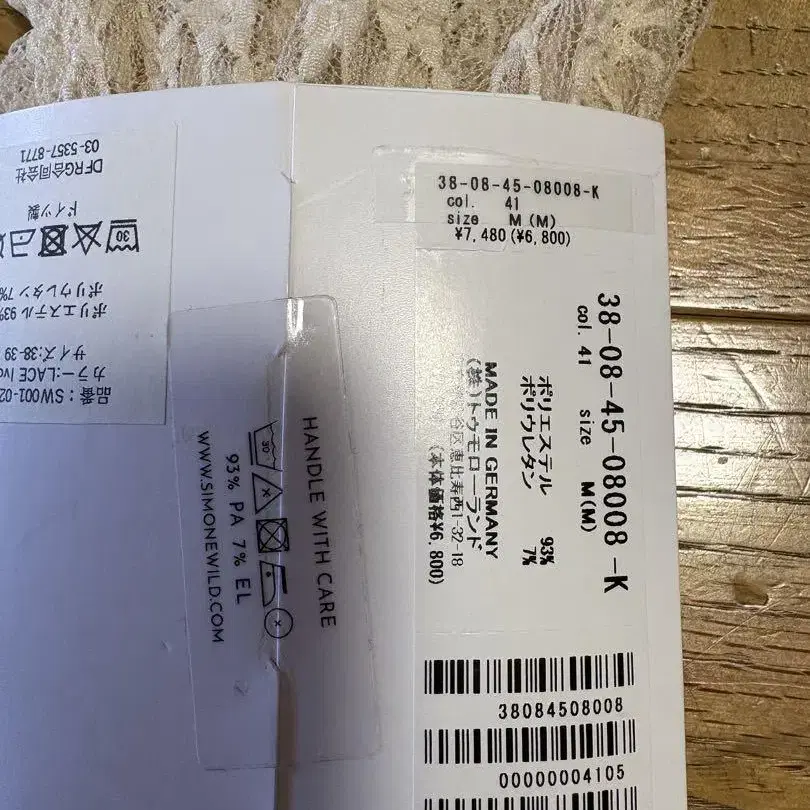 38-08-45-08008-K
col. 41
size M(M)
¥7,480(¥6,800)
38-08-45-08008-K
col. 41 size M(M)
ポリエステル 93%
ポリウレタン 7%
MADE IN GERMANY
(株)トゥモローランド
谷区恵比寿西1-32-18
(本体価格¥6,800)
38084508008
00000004105
HANDLE WITH CARE
30
93% PA 7% EL
WWW.SIMONEWILD.COM
品番:SW001-02
カラー:LACE
サイズ:38-39
ポリエステル 93%
ポリウレタン 7%
30
ドイツ製
DFRG合同会社
03-5357-8771